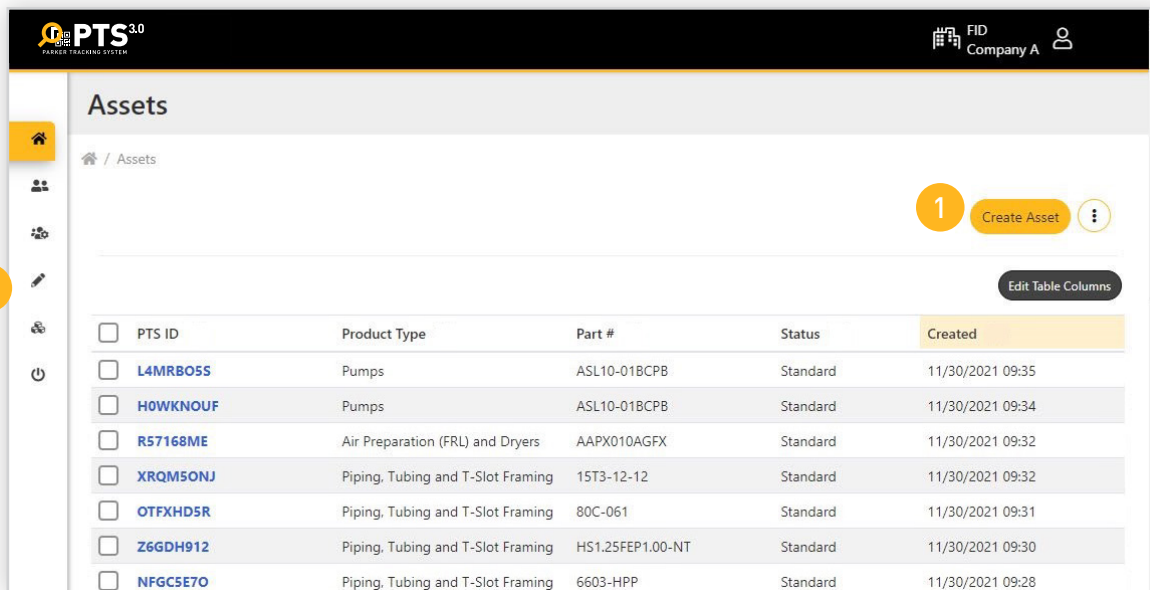 PTS 3.0
PARKER TRACKING SYSTEM
FID
Company A
Assets
/ Assets
1
Create Asset
Edit Table Columns
PTS ID Product Type Part # Status Created
L4MRBO5S Pumps ASL10-01BCPB Standard 11/30/2021 09:35
H0WKNOUF Pumps ASL10-01BCPB Standard 11/30/2021 09:34
R57168ME Air Preparation (FRL) and Dryers AAPX010AGFX Standard 11/30/2021 09:32
XRQM5ONJ Piping, Tubing and T-Slot Framing 15T3-12-12 Standard 11/30/2021 09:32
OTFXHD5R Piping, Tubing and T-Slot Framing 80C-061 Standard 11/30/2021 09:31
Z6GDH912 Piping, Tubing and T-Slot Framing HS1.25FEP1.00-NT Standard 11/30/2021 09:30
NFGC5E7O Piping, Tubing and T-Slot Framing 6603-HPP Standard 11/30/2021 09:28